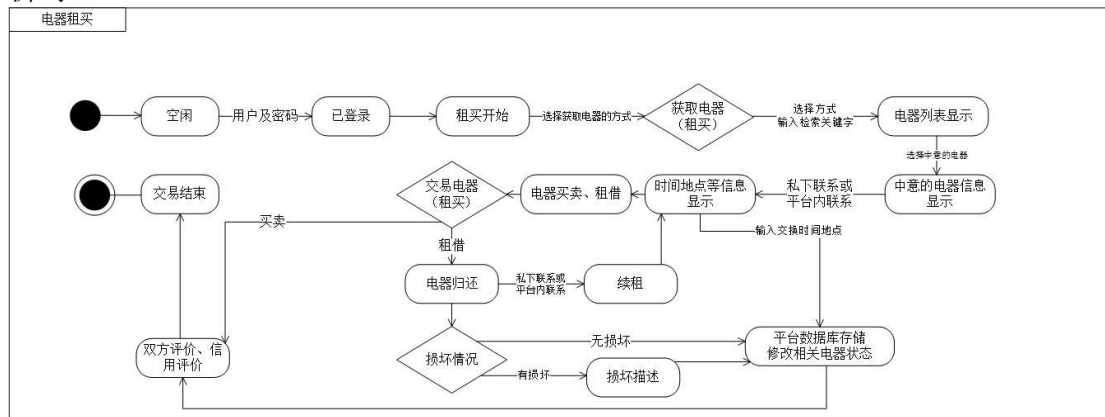 电器租买
空闲
用户及密码
已登录
租买开始
选择获取电器的方式
获取电器
（租买）
选择方式
输入检索关键字
电器列表显示
选择中意的电器
交易结束
交易电器
（租买）
电器买卖、租借
时间地点等信息
显示
私下联系或
平台内联系
中意的电器信息
显示
买卖
租借
输入交换时间地点
电器归还
私下联系或
平台内联系
续租
双方评价、信
用评价
损坏情况
无损坏
有损坏
损坏描述
平台数据库存储
修改相关电器状态